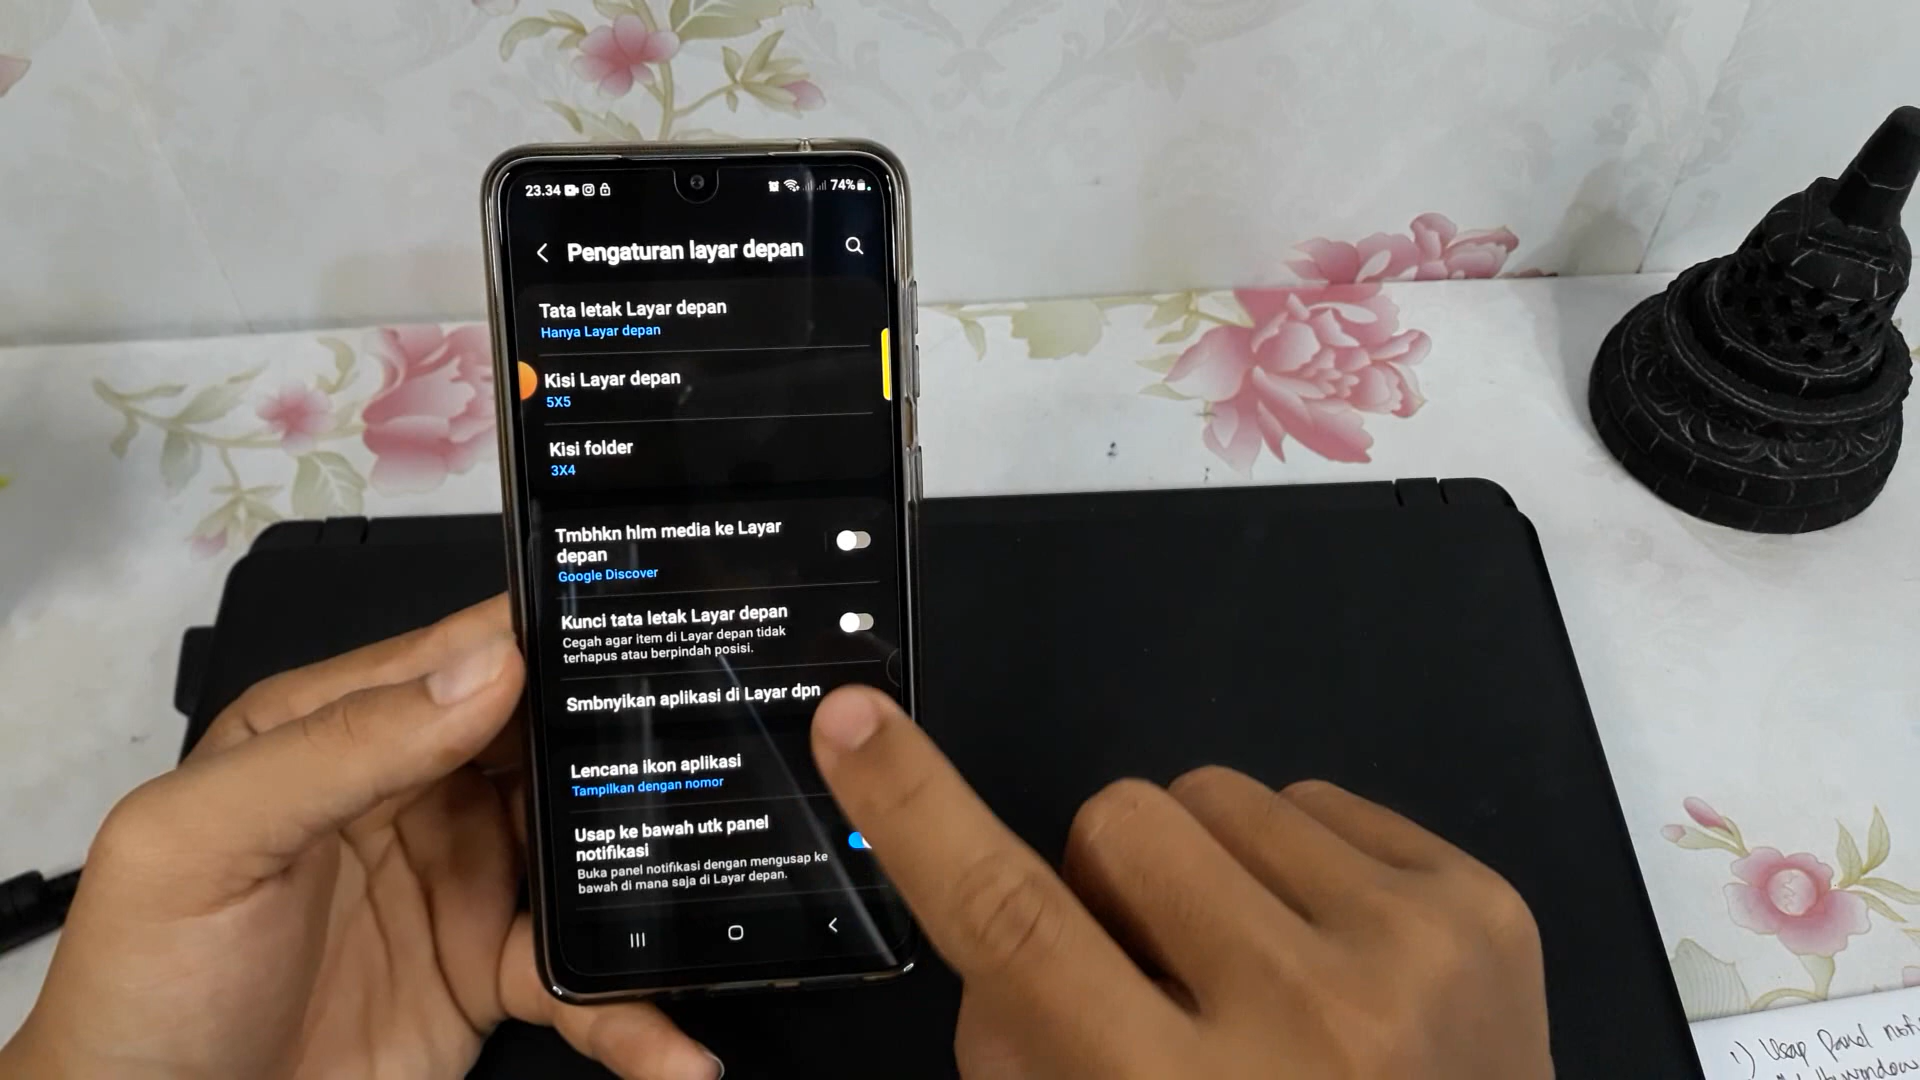 23.34
74%
Pengaturan layar depan
Tata letak Layar depan
Hanya Layar depan
Kisi Layar depan
5X5
Kisi folder
3X4
Tmbhkn hlm media ke Layar
depan
Google Discover
Kunci tata letak Layar depan
Cegah agar item di Layar depan tidak
terhapus atau berpindah posisi.
Smbnyikan aplikasi di Layar dpn
Lencana ikon aplikasi
Tampilkan dengan nomor
Usap ke bawah utk panel
notifikasi
Buka panel notifikasi dengan mengusap ke
bawah di mana saja di Layar depan.
1) Usap Panel
window